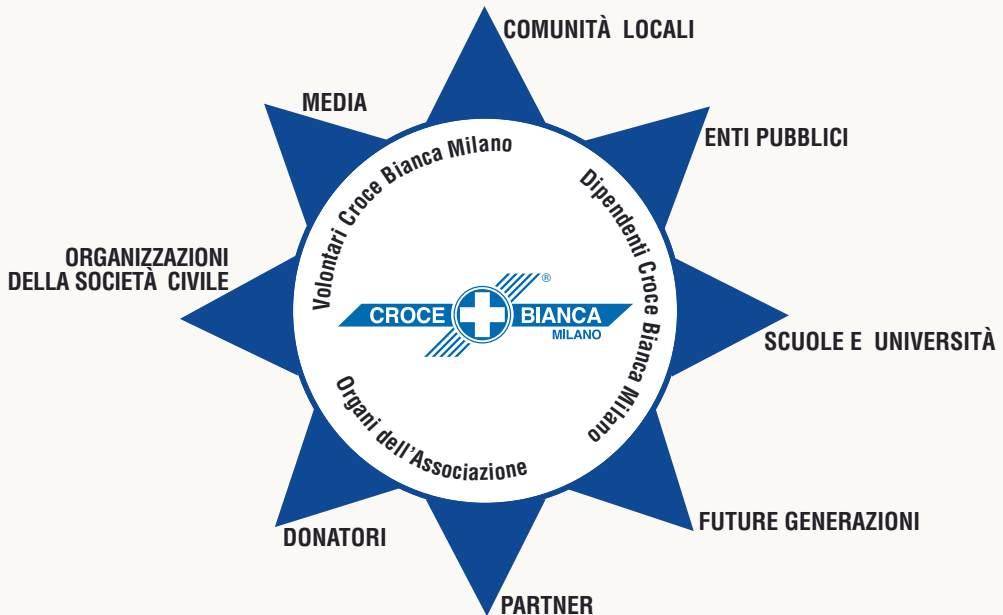 COMUNITÀ LOCALI
MEDIA
ENTI PUBBLICI
Volontari Croce Bianca Milano
Dipendenti Croce Bianca Milano
ORGANIZZAZIONI
DELLA SOCIETÀ CIVILE
®
CROCE BIANCA
MILANO
SCUOLE E UNIVERSITÀ
Organi dell'Associazione
FUTURE GENERAZIONI
DONATORI
PARTNER